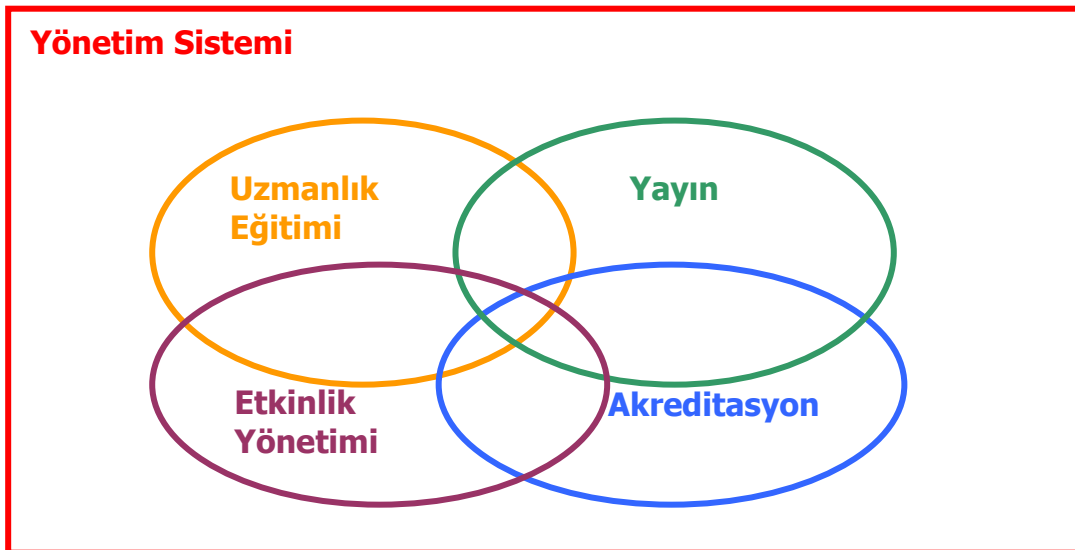 Yönetim Sistemi
Uzmanlık
Eğitimi
Yayın
Etkinlik
Yönetimi
Akreditasyon